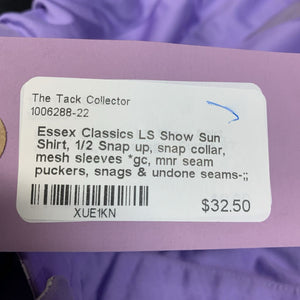 The Tack Collector
1006288-22
Essex Classics LS Show Sun
Shirt, 1/2 Snap up, snap collar,
mesh sleeves *gc, mnr seam
puckers, snags & undone seams-;;
XUE1KN
$32.50